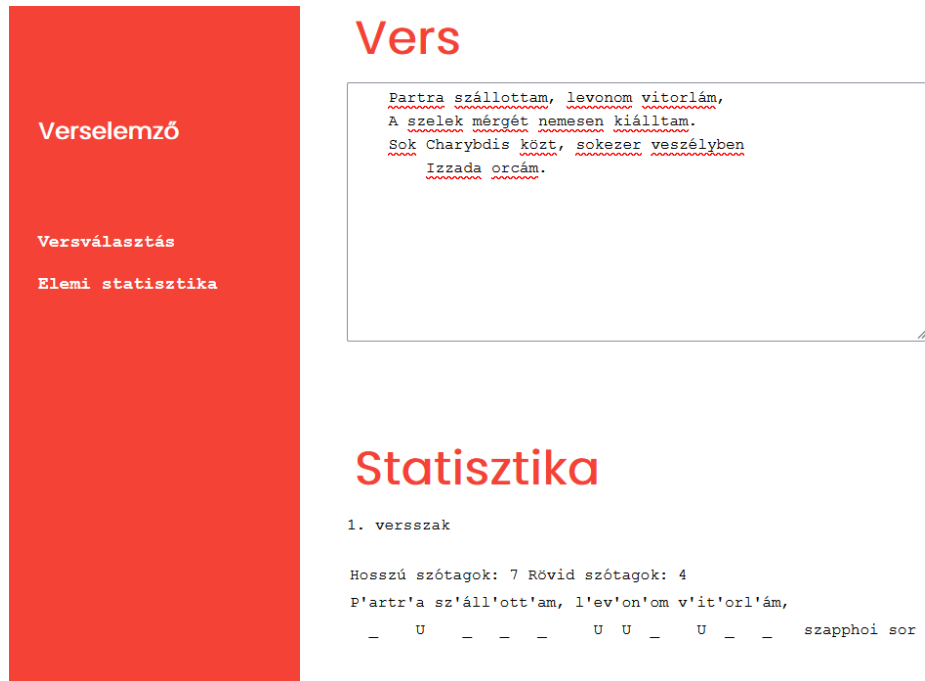 Verselemző
Versválasztás
Elemi statisztika
Vers
Partra szállottam, levonom vitorlám,
A szelek mérgét nemesen kiálltam.
Sok Charybdis közt, sokezer veszélyben
Izzada orcám.
Statisztika
1. versszak
Hosszú szótagok: 7 Rövid szótagok: 4
P'artr'a sz'áll'ott'am, l'ev'on'om v'it'orl'ám,
_ U _ _ _ U U _ U _ _ szapphoi sor